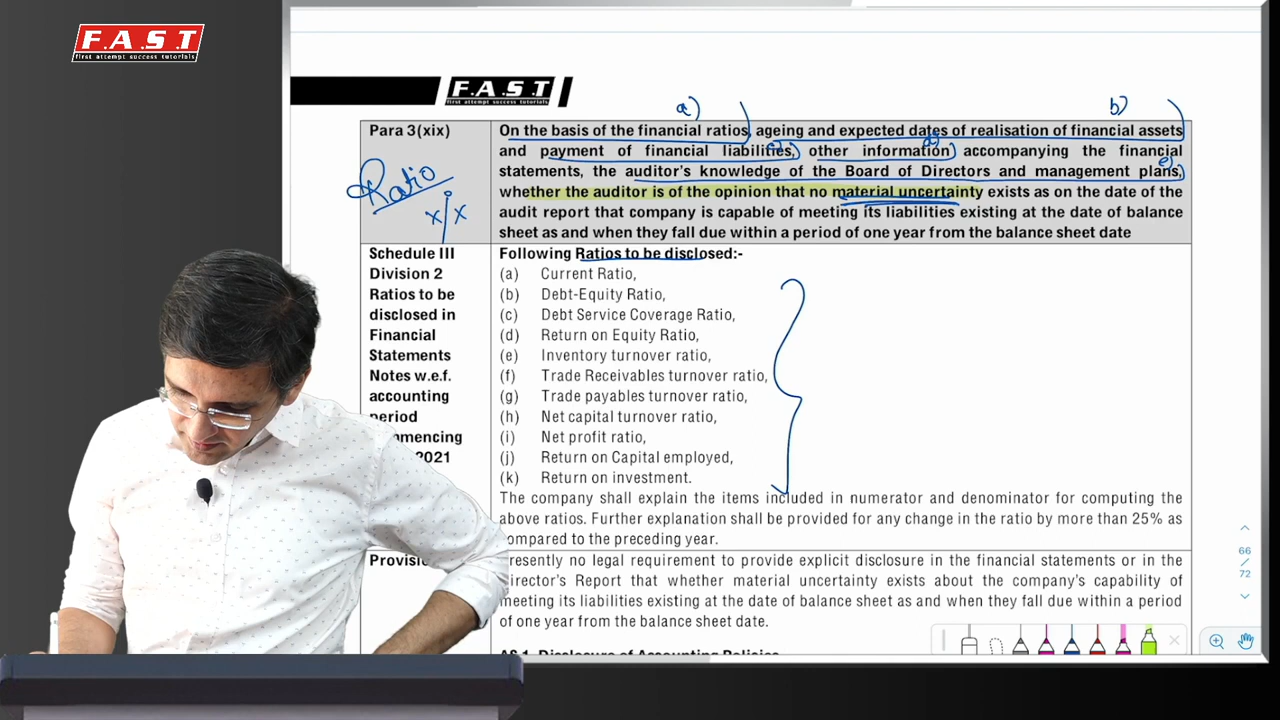 F.A.S.T
first attempt success tutorials
F.A.S.T
first attempt success tutorials
a)
b)
Para 3(xix)
On the basis of the financial ratios, ageing and expected dates of realisation of financial assets
and payment of financial liabilities, other information accompanying the financial
statements, the auditor's knowledge of the Board of Directors and management plans,
whether the auditor is of the opinion that no material uncertainty exists as on the date of the
audit report that company is capable of meeting its liabilities existing at the date of balance
sheet as and when they fall due within a period of one year from the balance sheet date
Ratio
x/x
Schedule III
Division 2
Ratios to be
disclosed in
Financial
Statements
Notes w.e.f.
accounting
period
mmencing
2021
Following Ratios to be disclosed:-
(a) Current Ratio,
(b) Debt-Equity Ratio,
(c) Debt Service Coverage Ratio,
(d) Return on Equity Ratio,
(e) Inventory turnover ratio,
(f) Trade Receivables turnover ratio,
(g) Trade payables turnover ratio,
(h) Net capital turnover ratio,
(i) Net profit ratio,
(j) Return on Capital employed,
(k) Return on investment.
The company shall explain the items included in numerator and denominator for computing the
above ratios. Further explanation shall be provided for any change in the ratio by more than 25% as
compared to the preceding year.
Provisi
resently no legal requirement to provide explicit disclosure in the financial statements or in the
irector's Report that whether material uncertainty exists about the company's capability of
meeting its liabilities existing at the date of balance sheet as and when they fall due within a period
of one year from the balance sheet date.
AS 1 Disclosure of Accounting Policies
66
/
72